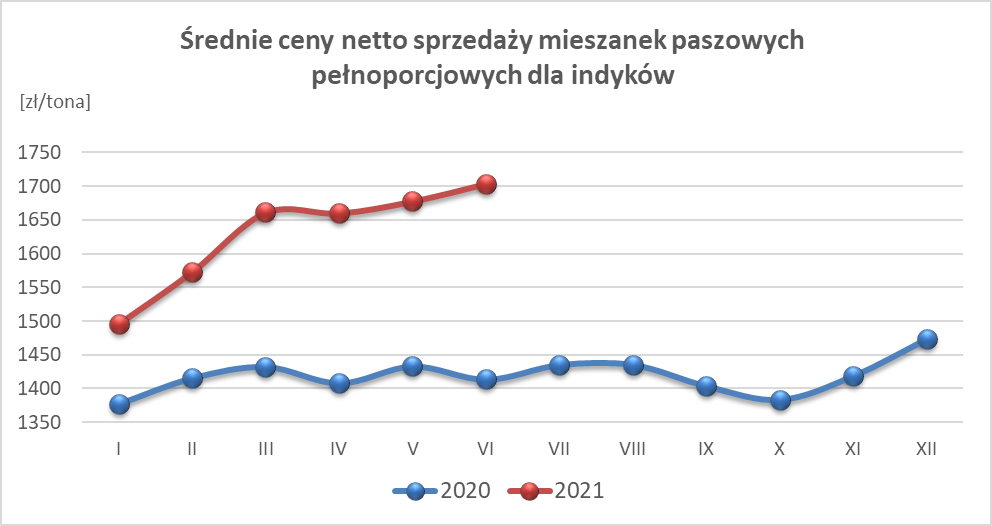 Średnie ceny netto sprzedaży mieszanek paszowych
pełnoporcjowych dla indyków
[zł/tona]
1750
1700
1650
1600
1550
1500
1450
1400
1350
I II III IV V VI VII VIII IX X XI XII
2020 2021